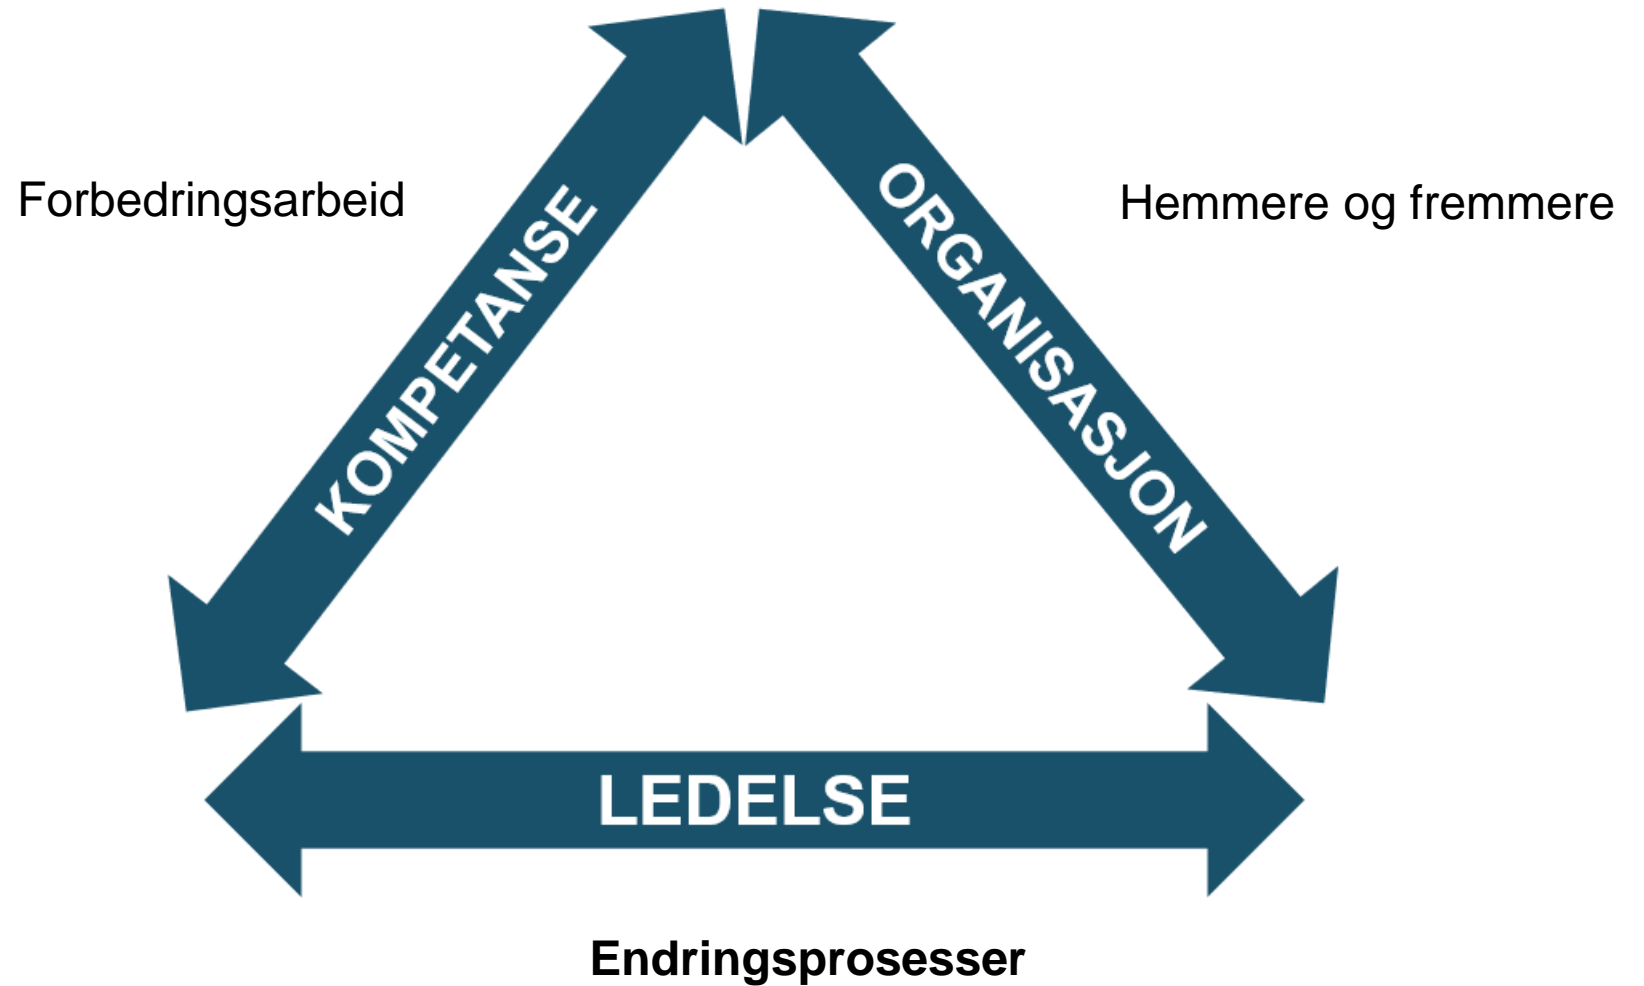 Forbedringsarbeid
KOMPETANSE
ORGANISASJON
Hemmere og fremmere
LEDELSE
Endringsprosesser